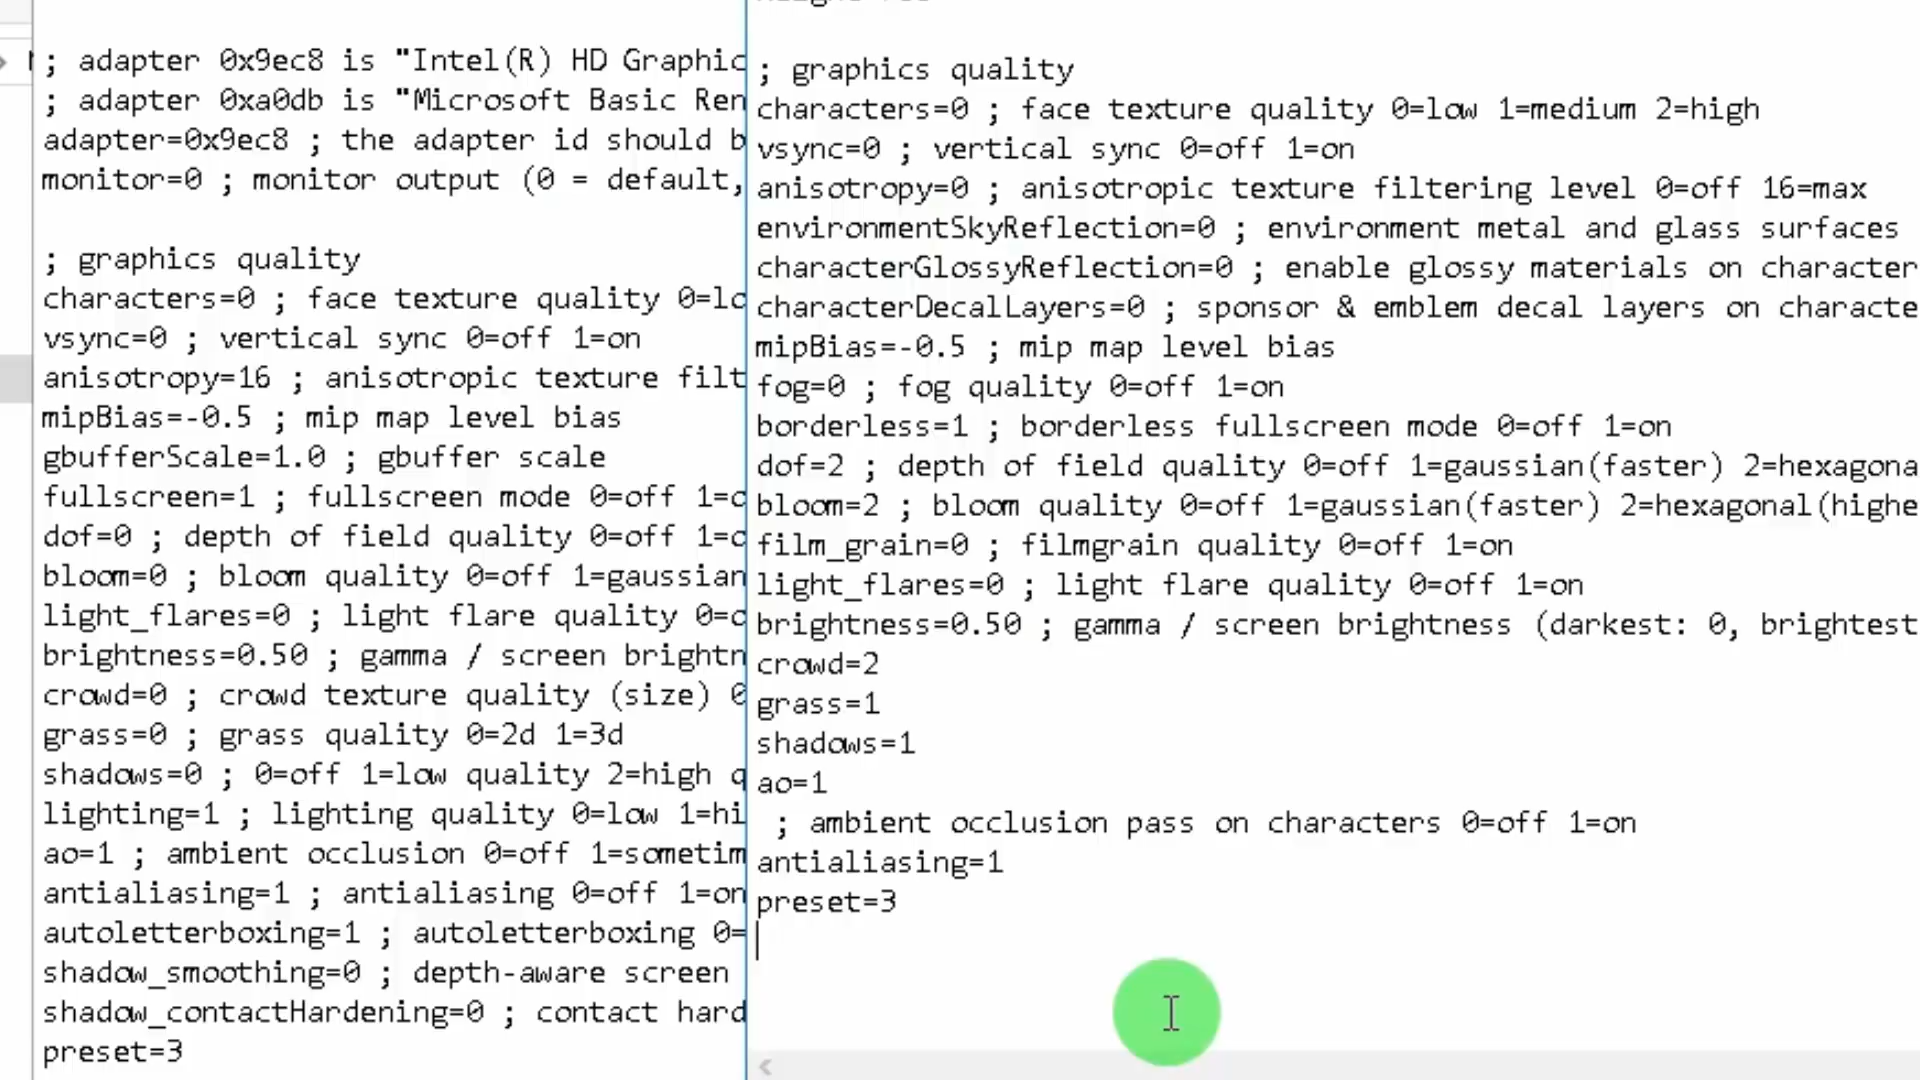 ; adapter 0x9ec8 is "Intel(R) HD Graphic
; adapter 0xa0db is "Microsoft Basic Ren
adapter=0x9ec8 ; the adapter id should b
monitor=0 ; monitor output (0 = default,
; graphics quality
characters=0 ; face texture quality 0=lo
vsync=0 ; vertical sync 0=off 1=on
anisotropy=16 ; anisotropic texture filt
mipBias=-0.5 ; mip map level bias
gbufferScale=1.0 ; gbuffer scale
fullscreen=1 ; fullscreen mode 0=off 1=o
dof=0 ; depth of field quality 0=off 1=
bloom=0 ; bloom quality 0=off 1=gaussian
light_flares=0 ; light flare quality 0=o
brightness=0.50 ; gamma / screen brightn
crowd=0 ; crowd texture quality (size) 0
grass=0 ; grass quality 0=2d 1=3d
shadows=0 ; 0=off 1=low quality 2=high q
lighting=1 ; lighting quality 0=low 1=hi
ao=1 ; ambient occlusion 0=off 1=sometim
antialiasing=1 ; antialiasing 0=off 1=on
autoletterboxing=1 ; autoletterboxing 0=
shadow_smoothing=0 ; depth-aware screen
shadow_contactHardening=0 ; contact hard
preset=3
; graphics quality
characters=0 ; face texture quality 0=low 1=medium 2=high
vsync=0 ; vertical sync 0=off 1=on
anisotropy=0 ; anisotropic texture filtering level 0=off 16=max
environmentSkyReflection=0 ; environment metal and glass surfaces
characterGlossyReflection=0 ; enable glossy materials on character
characterDecalLayers=0 ; sponsor & emblem decal layers on characte
mipBias=-0.5 ; mip map level bias
fog=0 ; fog quality 0=off 1=on
borderless=1 ; borderless fullscreen mode 0=off 1=on
dof=2 ; depth of field quality 0=off 1=gaussian(faster) 2=hexagona
bloom=2 ; bloom quality 0=off 1=gaussian(faster) 2=hexagonal(highe
film_grain=0 ; filmgrain quality 0=off 1=on
light_flares=0 ; light flare quality 0=off 1=on
brightness=0.50 ; gamma / screen brightness (darkest: 0, brightest
crowd=2
grass=1
shadows=1
ao=1
; ambient occlusion pass on characters 0=off 1=on
antialiasing=1
preset=3